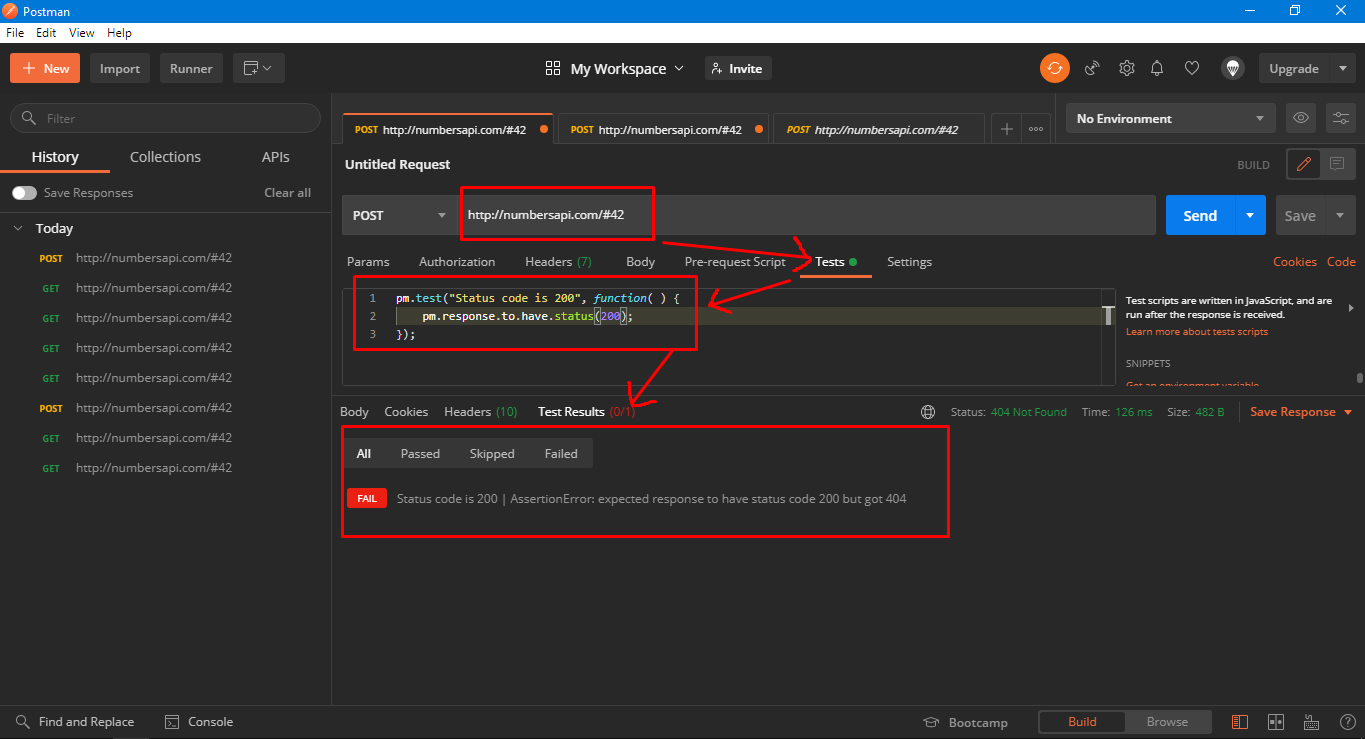 Postman
File Edit View Help
New Import Runner My Workspace Invite Upgrade
Filter
History Collections APIs
Save Responses Clear all
Today
POST http://numbersapi.com/#42
GET http://numbersapi.com/#42
GET http://numbersapi.com/#42
GET http://numbersapi.com/#42
GET http://numbersapi.com/#42
POST http://numbersapi.com/#42
GET http://numbersapi.com/#42
GET http://numbersapi.com/#42
POST http://numbersapi.com/#42 POST http://numbersapi.com/#42 POST http://numbersapi.com/#42 No Environment
Untitled Request BUILD
POST http://numbersapi.com/#42 Send Save
Params Authorization Headers (7) Body Pre-request Script Tests Settings Cookies Code
1 pm.test("Status code is 200", function( ) {
2 pm.response.to.have.status(200);
3 });
Test scripts are written in JavaScript, and are
run after the response is received.
Learn more about tests scripts
SNIPPETS
Get an environment variable
Body Cookies Headers (10) Test Results (0/1) Status: 404 Not Found Time: 126 ms Size: 482 B Save Response
All Passed Skipped Failed
FAIL Status code is 200 | AssertionError: expected response to have status code 200 but got 404
Find and Replace Console Bootcamp Build Browse